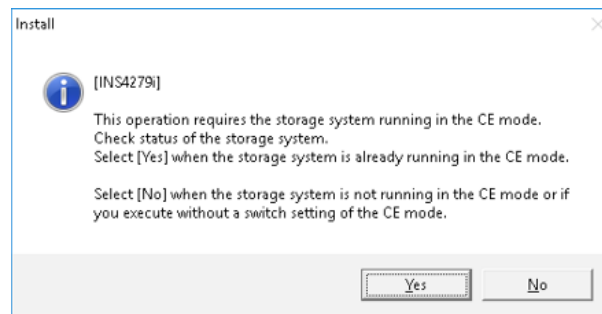 Install
[INS4279i]
This operation requires the storage system running in the CE mode.
Check status of the storage system.
Select [Yes] when the storage system is already running in the CE mode.
Select [No] when the storage system is not running in the CE mode or if
you execute without a switch setting of the CE mode.
Yes
No